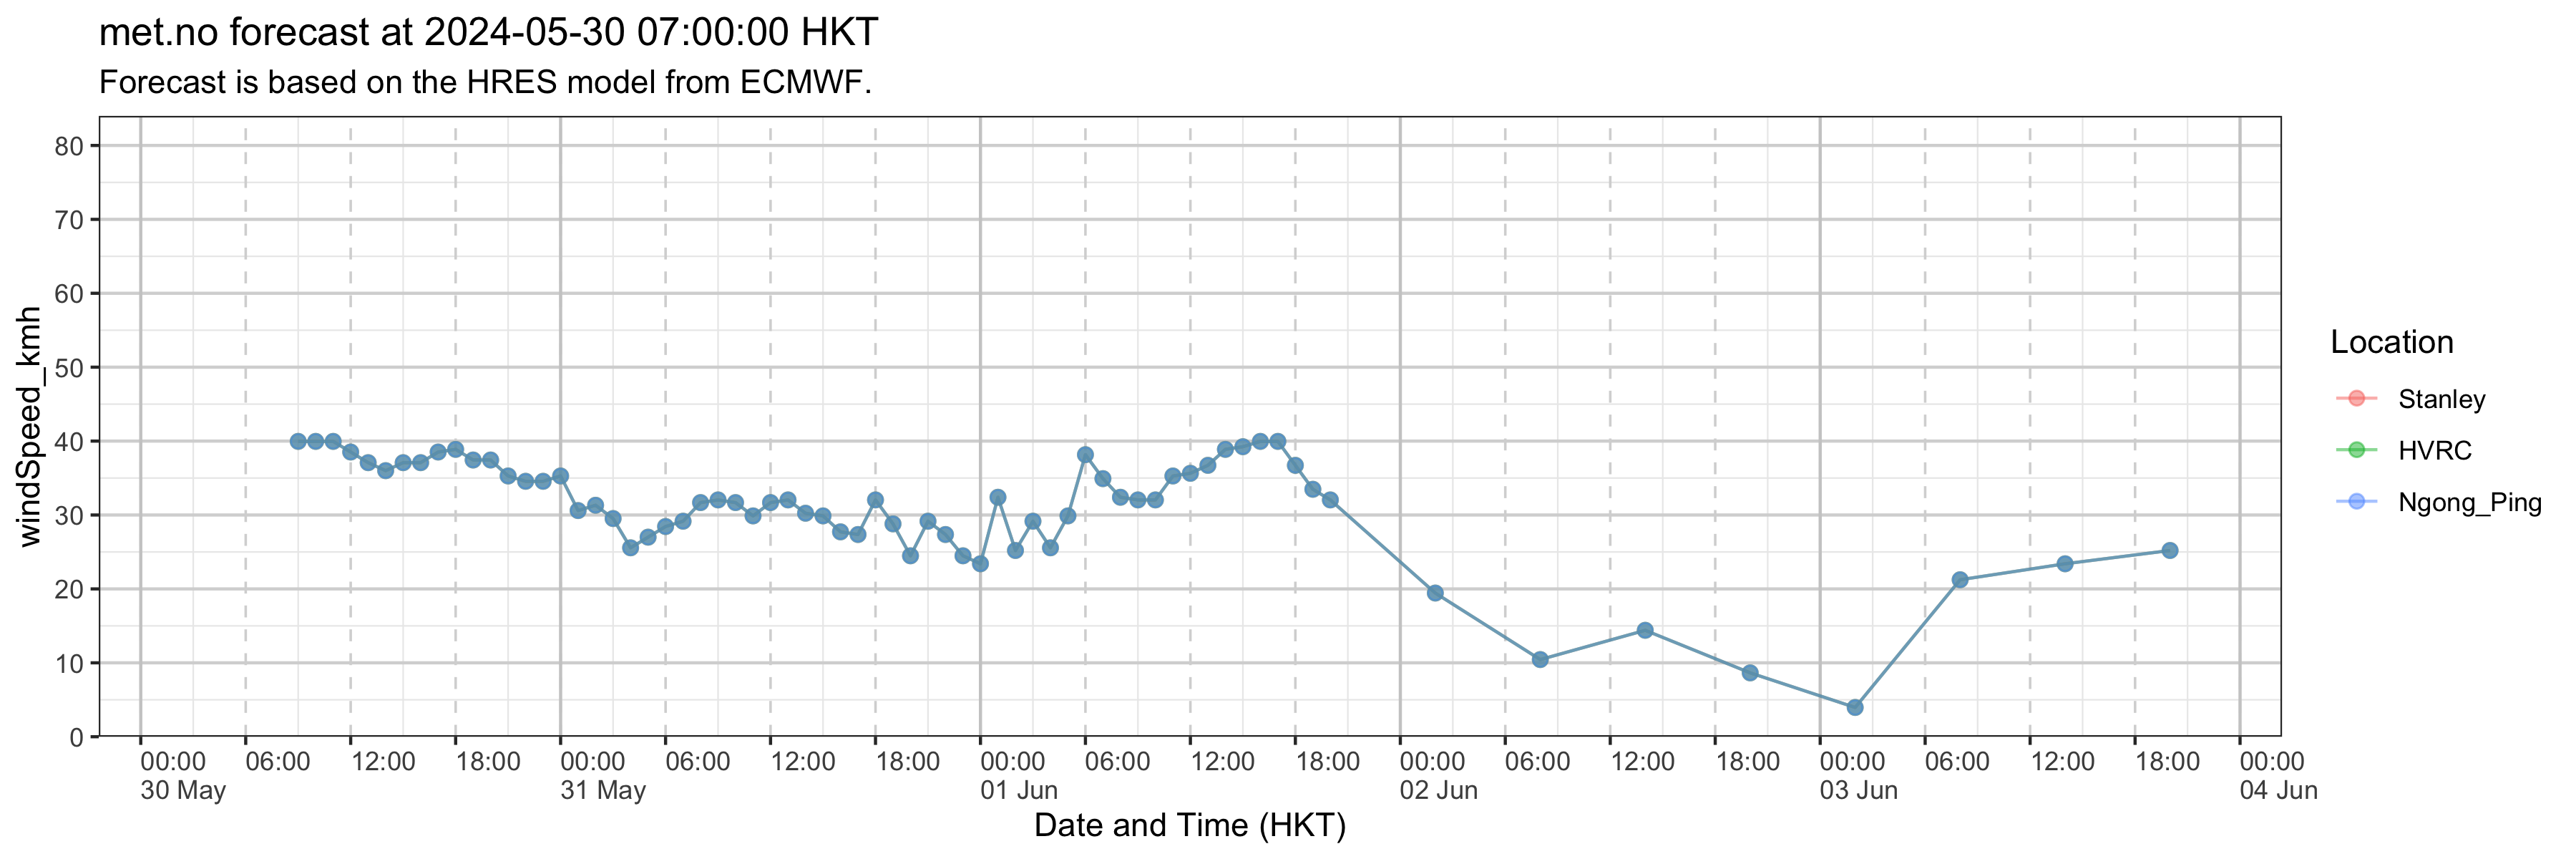 met.no forecast at 2024-05-30 07:00:00 HKT
Forecast is based on the HRES model from ECMWF.
80
70
60
50
40
30
20
10
0
windSpeed_kmh
00:00 06:00 12:00 18:00 00:00 06:00 12:00 18:00 00:00 06:00 12:00 18:00 00:00 06:00 12:00 18:00 00:00 06:00 12:00 18:00 00:00
30 May 31 May 01 Jun 02 Jun 03 Jun 04 Jun
Date and Time (HKT)
Location
Stanley
HVRC
Ngong_Ping